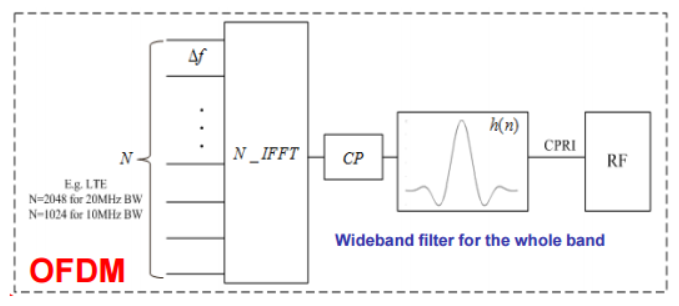 Δf
N
N_IFFT
CP
h(n)
CPRI
RF
E.g. LTE
N=2048 for 20MHz BW
N=1024 for 10MHz BW
Wideband filter for the whole band
OFDM